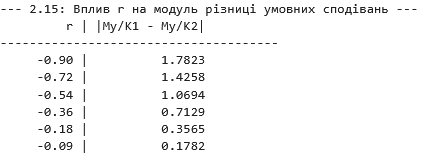 --- 2.15: Вплив r на модуль різниці умовних сподівань ---
r | |My/K1 - My/K2|
-----------------------------------
-0.90 | 1.7823
-0.72 | 1.4258
-0.54 | 1.0694
-0.36 | 0.7129
-0.18 | 0.3565
-0.09 | 0.1782